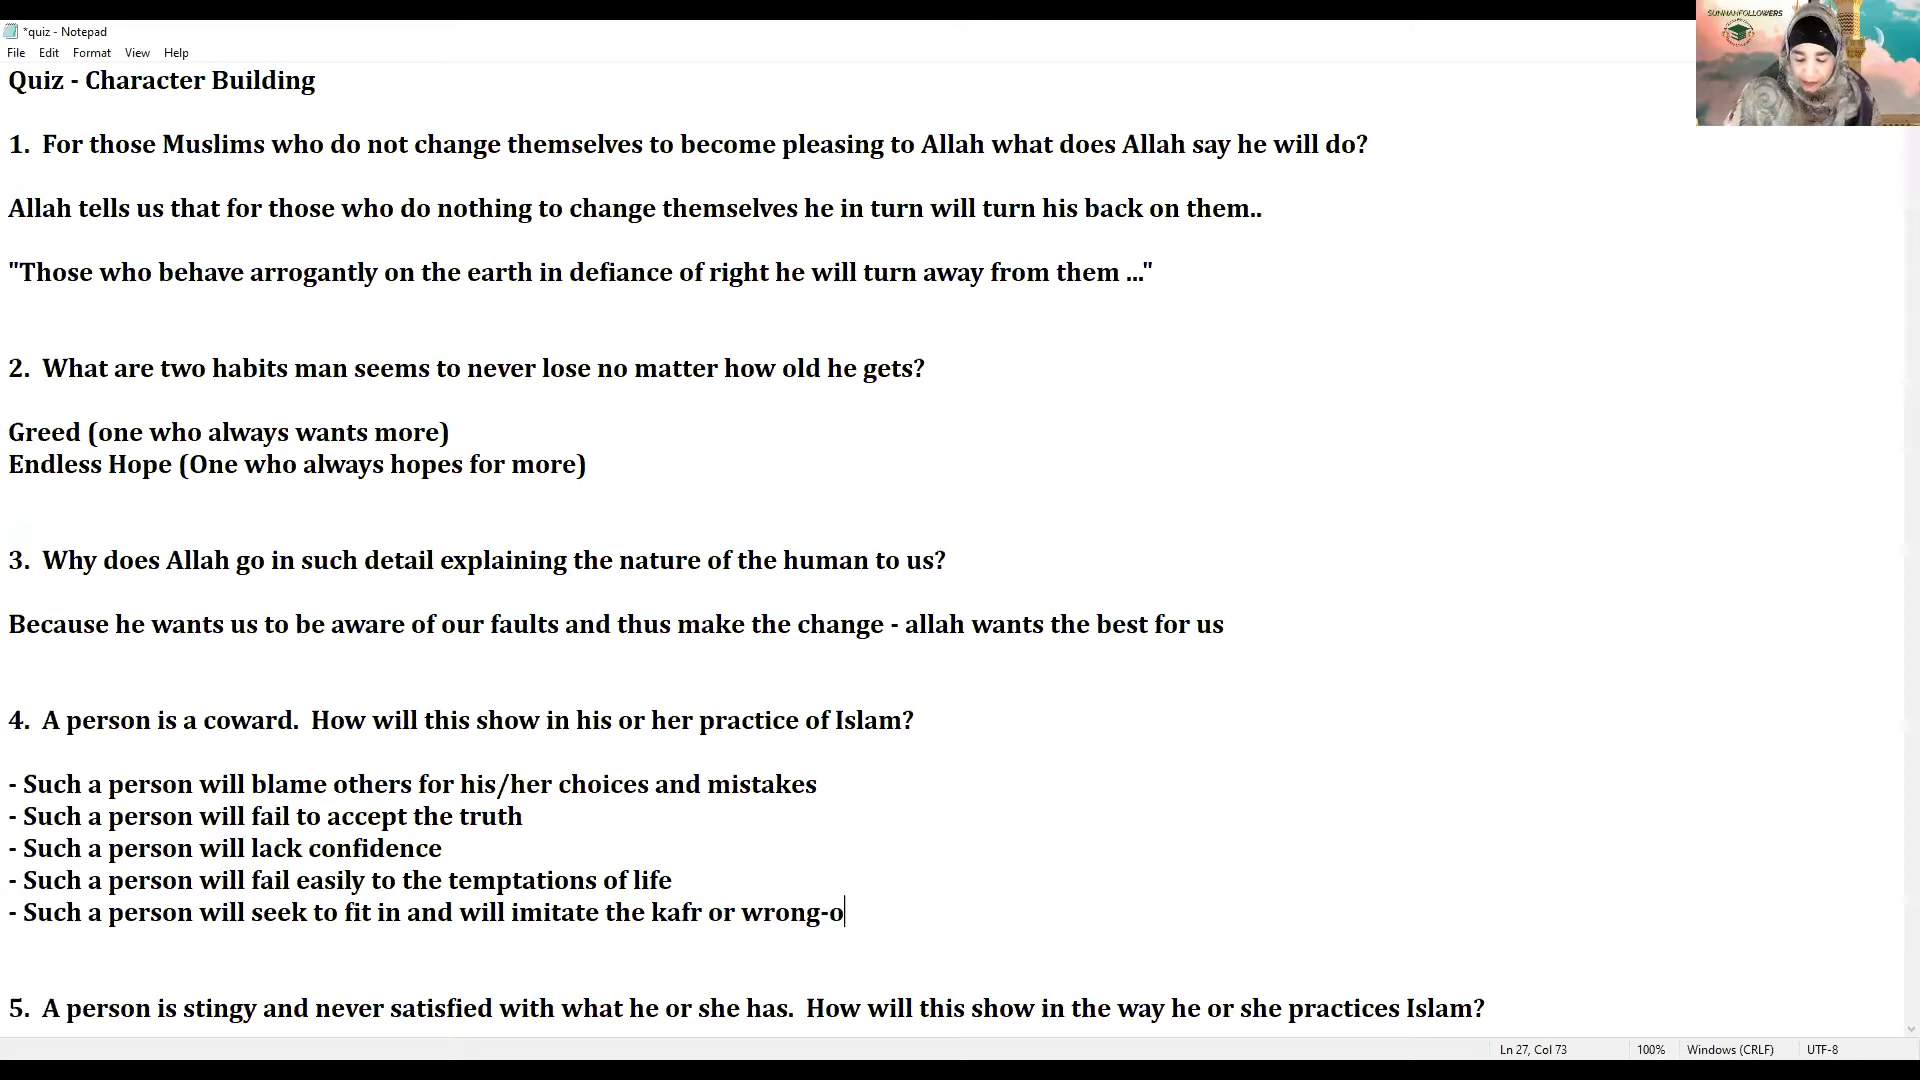 *quiz - Notepad
File Edit Format View Help
SUNNAHFOLLOWERS
Quiz - Character Building
1. For those Muslims who do not change themselves to become pleasing to Allah what does Allah say he will do?
Allah tells us that for those who do nothing to change themselves he in turn will turn his back on them..
"Those who behave arrogantly on the earth in defiance of right he will turn away from them ..."
2. What are two habits man seems to never lose no matter how old he gets?
Greed (one who always wants more)
Endless Hope (One who always hopes for more)
3. Why does Allah go in such detail explaining the nature of the human to us?
Because he wants us to be aware of our faults and thus make the change - allah wants the best for us
4. A person is a coward. How will this show in his or her practice of Islam?
- Such a person will blame others for his/her choices and mistakes
- Such a person will fail to accept the truth
- Such a person will lack confidence
- Such a person will fail easily to the temptations of life
- Such a person will seek to fit in and will imitate the kafr or wrong-o
5. A person is stingy and never satisfied with what he or she has. How will this show in the way he or she practices Islam?
Ln 27, Col 73 100% Windows (CRLF) UTF-8